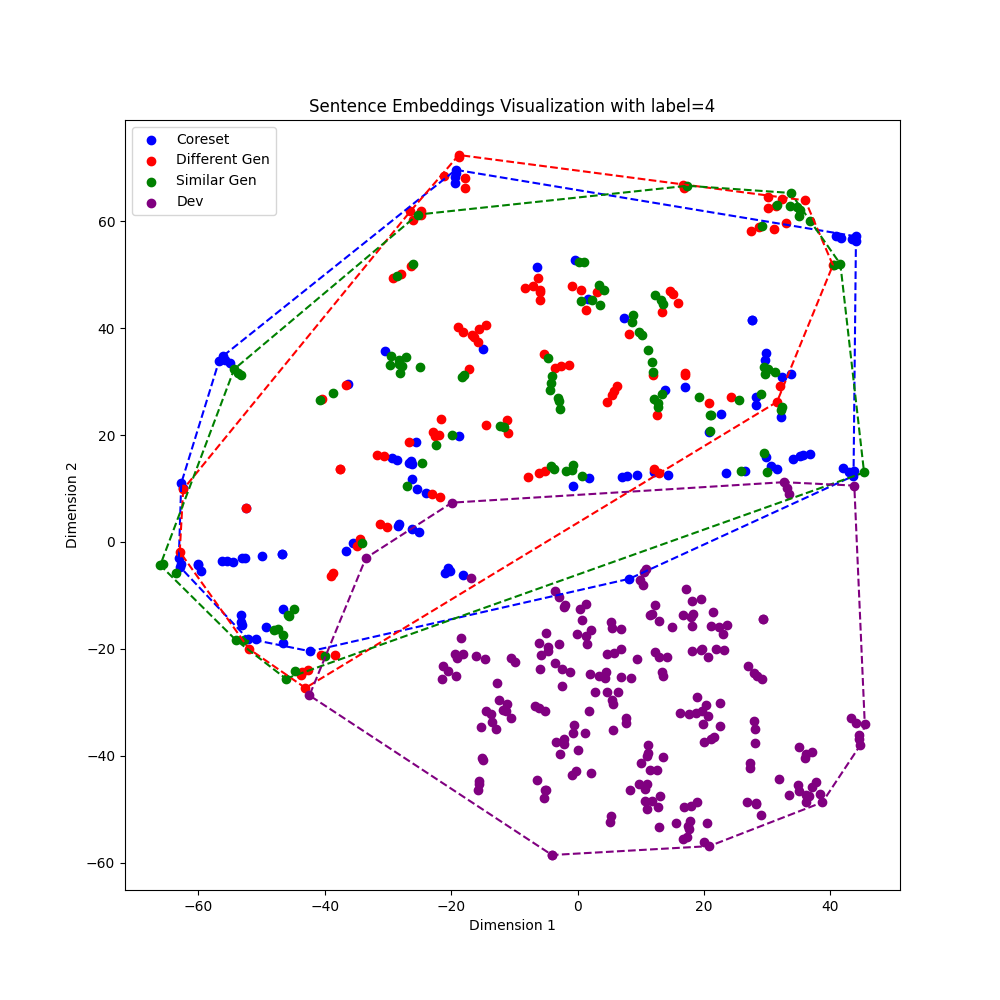 Sentence Embeddings Visualization with label=4
Coreset
Different Gen
Similar Gen
Dev
60
40
20
0
−20
−40
−60
Dimension 2
−60
−40
−20
0
20
40
Dimension 1